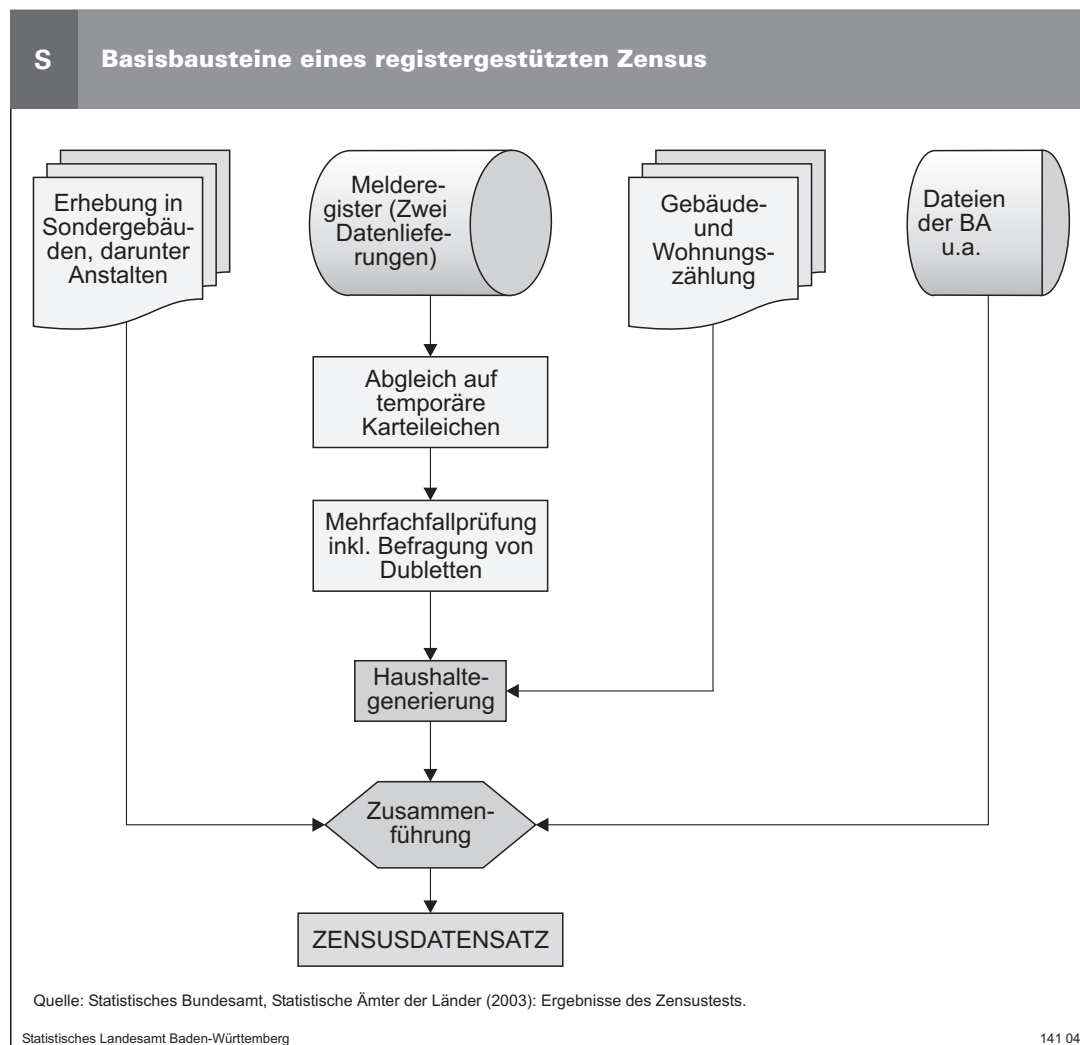 S Basisbausteine eines registergestützten Zensus
Erhebung in
Sondergebäu-
den, darunter
Anstalten
Meldere-
gister (Zwei
Datenliefe-
rungen)
Gebäude-
und
Wohnungs-
zählung
Dateien
der BA
u.a.
Abgleich auf
temporäre
Karteileichen
Mehrfachfallprüfung
inkl. Befragung von
Dubletten
Haushalte-
generierung
Zusammen-
führung
ZENSUSDATENSATZ
Quelle: Statistisches Bundesamt, Statistische Ämter der Länder (2003): Ergebnisse des Zensustests.
Statistisches Landesamt Baden-Württemberg 141 04